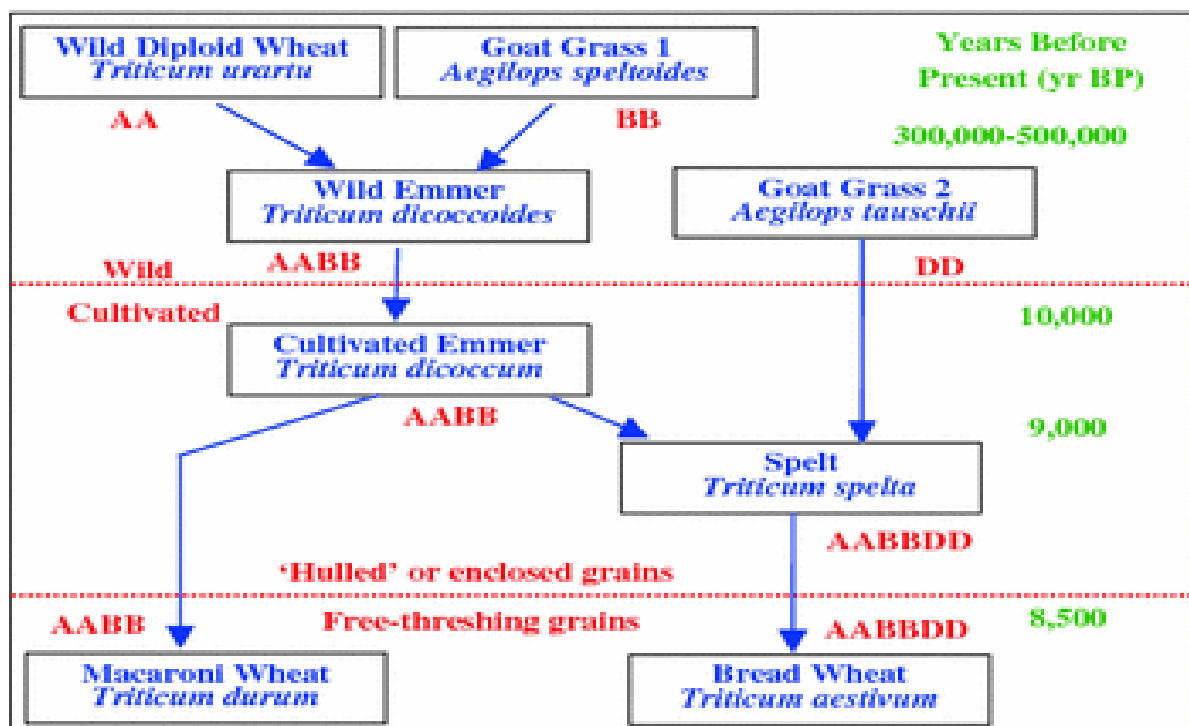 Wild Diploid Wheat
Triticum urartu
Goat Grass 1
Aegilops speltoides
Years Before
Present (yr BP)
AA
BB
300,000-500,000
Wild Emmer
Triticum dicoccoides
Goat Grass 2
Aegilops tauschii
Wild
AABB
DD
Cultivated
10,000
Cultivated Emmer
Triticum dicoccum
AABB
9,000
Spelt
Triticum spelta
AABBDD
‘Hulled’ or enclosed grains
AABB
Free-threshing grains
AABBDD
8,500
Macaroni Wheat
Triticum durum
Bread Wheat
Triticum aestivum